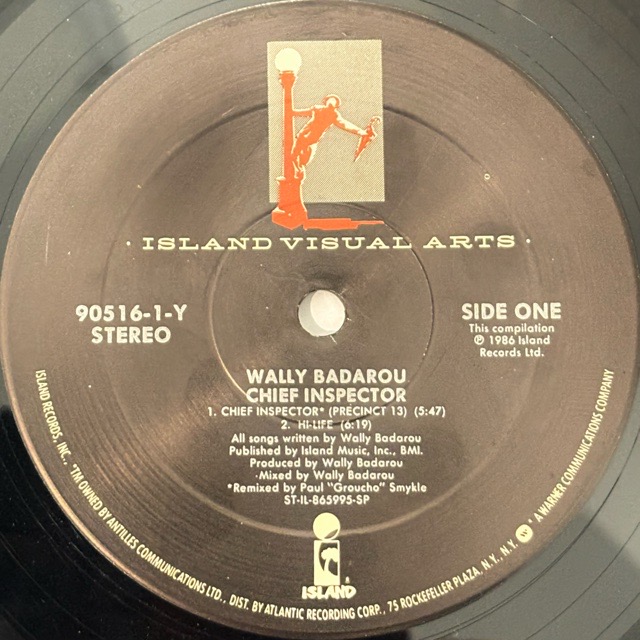 · ISLAND VISUAL ARTS ·
90516-1-Y
STEREO
SIDE ONE
This compilation
℗ 1986 Island
Records Ltd.
WALLY BADAROU
CHIEF INSPECTOR
1. CHIEF INSPECTOR* (PRECINCT 13) (5:47)
2. HI-LIFE (6:19)
All songs written by Wally Badarou
Published by Island Music, Inc., BMI.
Produced by Wally Badarou
·Mixed by Wally Badarou
*Remixed by Paul "Groucho" Smykle
ST-IL-865995-SP
ISLAND
ISLAND RECORDS, INC., *TM OWNED BY ANTILLES COMMUNICATIONS LTD., DIST. BY ATLANTIC RECORDING CORP., 75 ROCKEFELLER PLAZA, N.Y., N.Y. W * A WARNER COMMUNICATIONS COMPANY